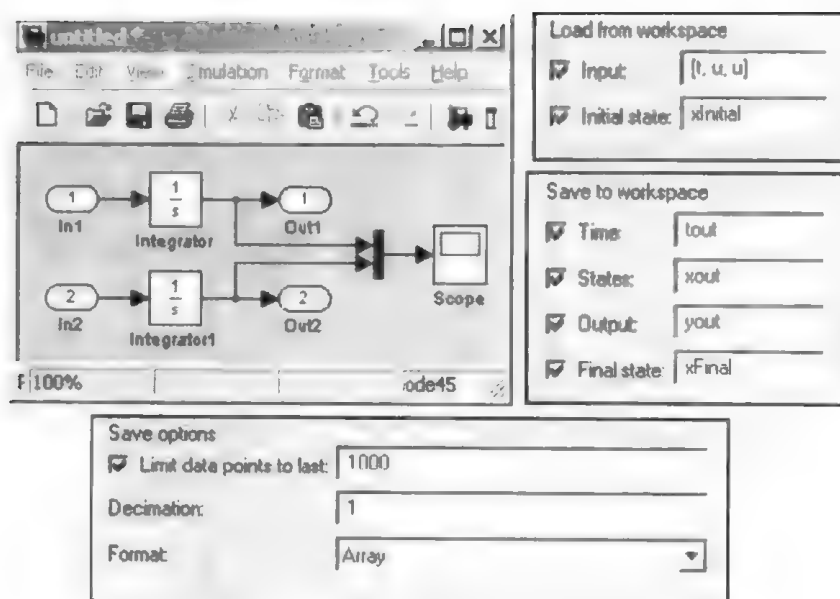 untitled *
File Edit View Simulation Format Tools Help
1
In1
1
s
Integrator
1
Out1
2
In2
1
s
Integrator1
2
Out2
Scope
100%
ode45
Load from workspace
Input: [t, u, u]
Initial state: xInitial
Save to workspace
Time: tout
States: xout
Output: yout
Final state: xFinal
Save options
Limit data points to last: 1000
Decimation: 1
Format: Array